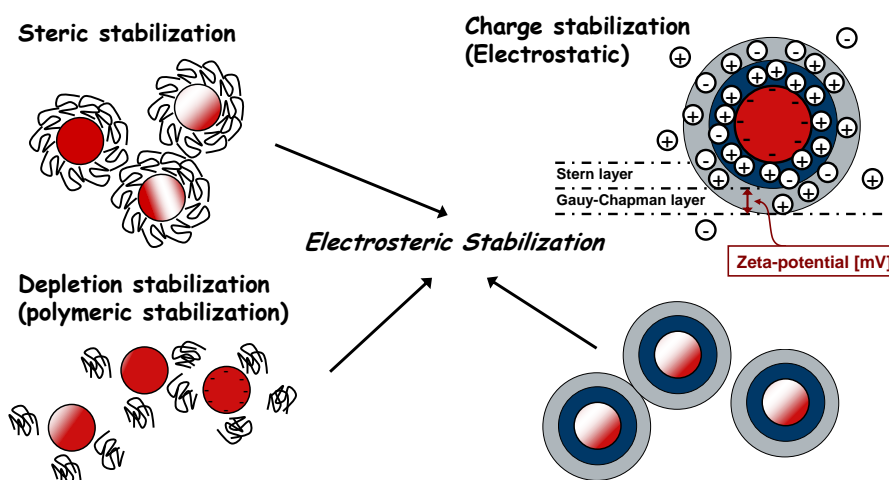 Steric stabilization
Charge stabilization
(Electrostatic)
Stern layer
Gauy-Chapman layer
Zeta-potential [mV]
Electrosteric Stabilization
Depletion stabilization
(polymeric stabilization)